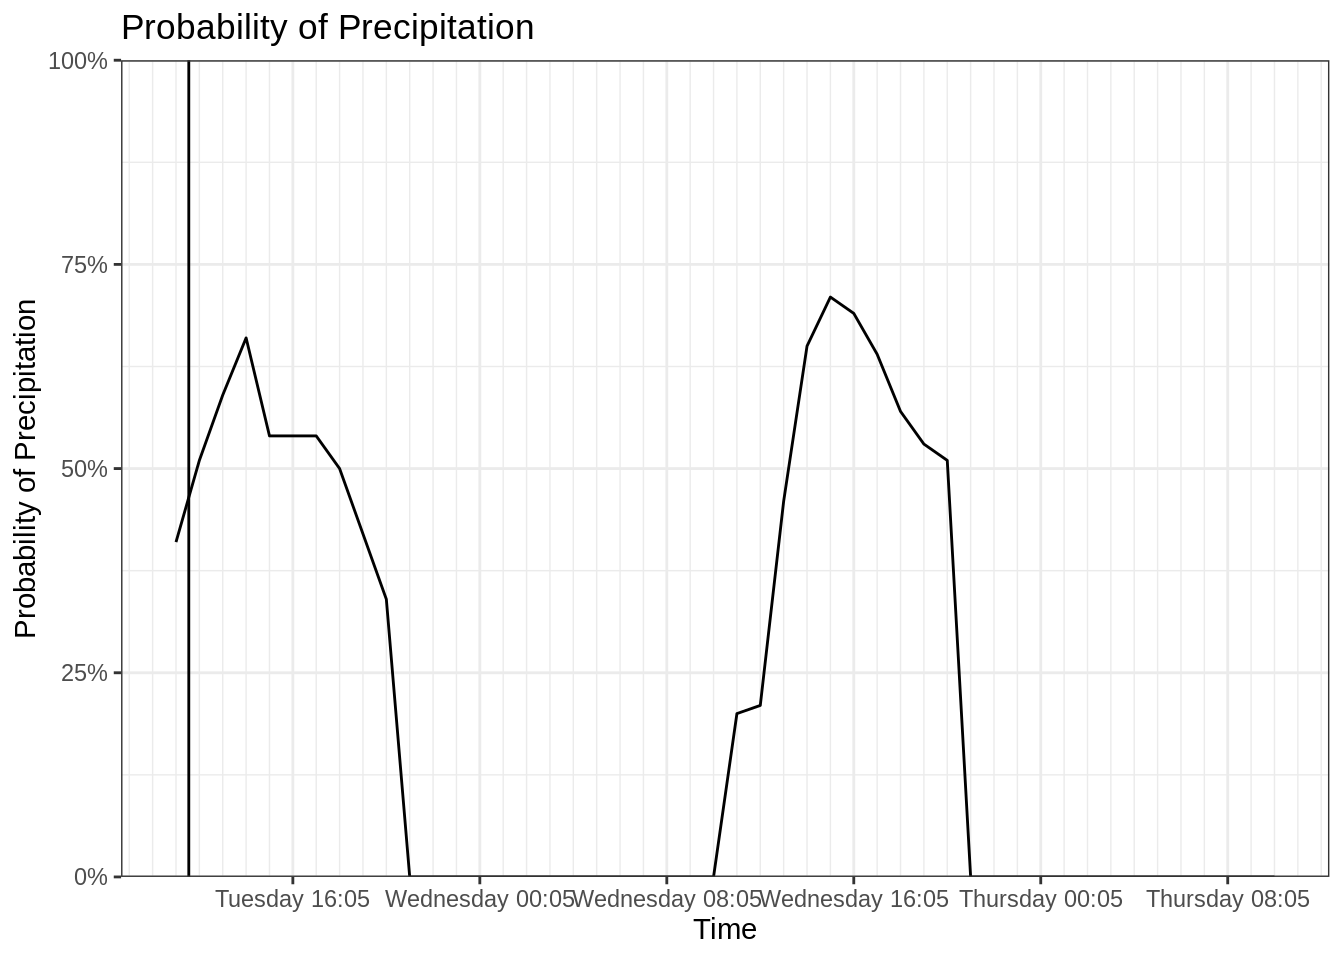 Probability of Precipitation
Probability of Precipitation
100%
75%
50%
25%
0%
Tuesday 16:05 Wednesday 00:05 Wednesday 08:05 Wednesday 16:05 Thursday 00:05 Thursday 08:05
Time